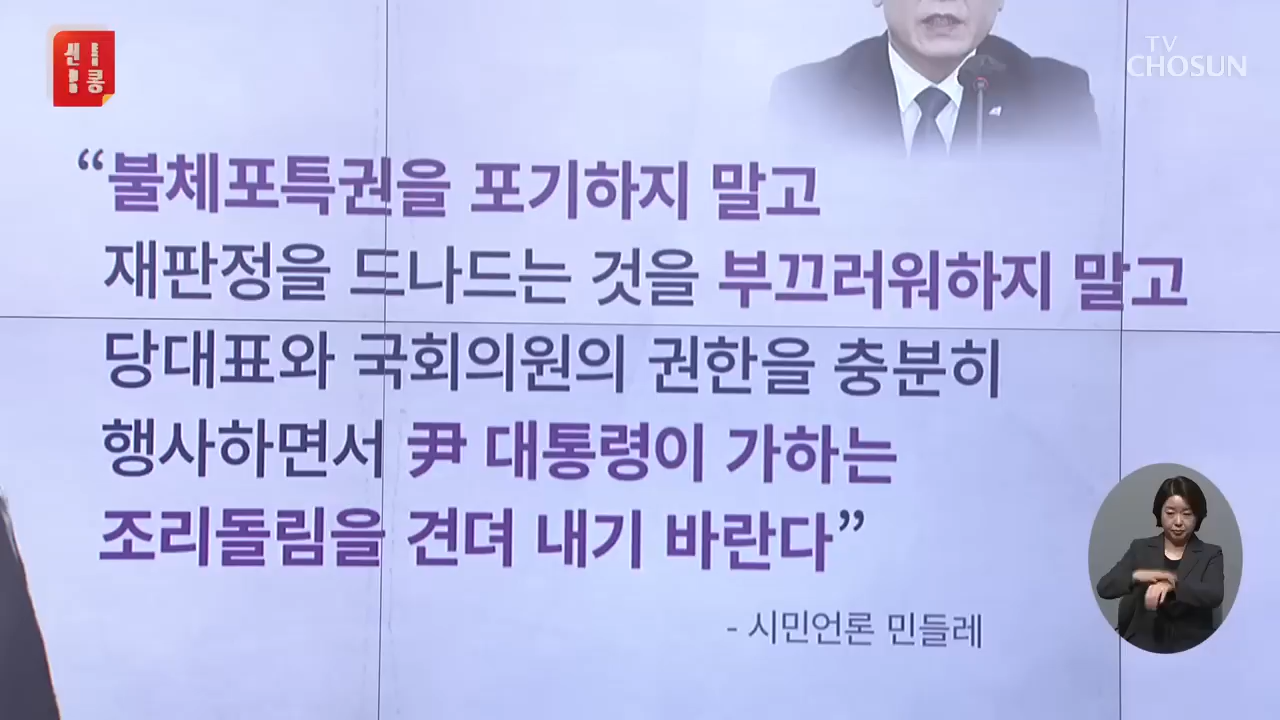 신통
방콩
TV
CHOSUN
“불체포특권을 포기하지 말고
재판정을 드나드는 것을 부끄러워하지 말고
당대표와 국회의원의 권한을 충분히
행사하면서 尹 대통령이 가하는
조리돌림을 견뎌 내기 바란다”
- 시민언론 민들레